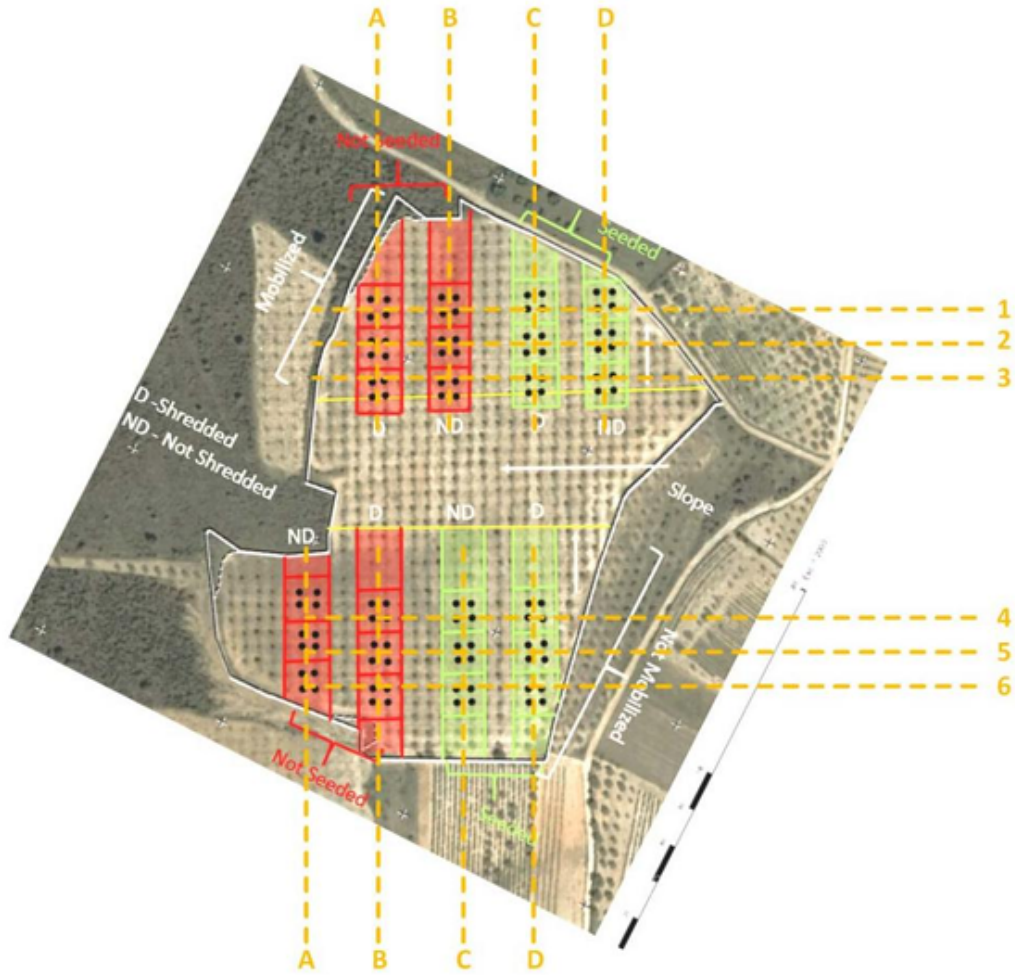 A B C D
Not Seeded
Seeded
Mobilized
1
2
3
D -Shredded
ND - Not Shredded
D ND D ND
Slope
D ND D
ND
4
5
6
Not Mobilized
Not Seeded
Seeded
A B C D